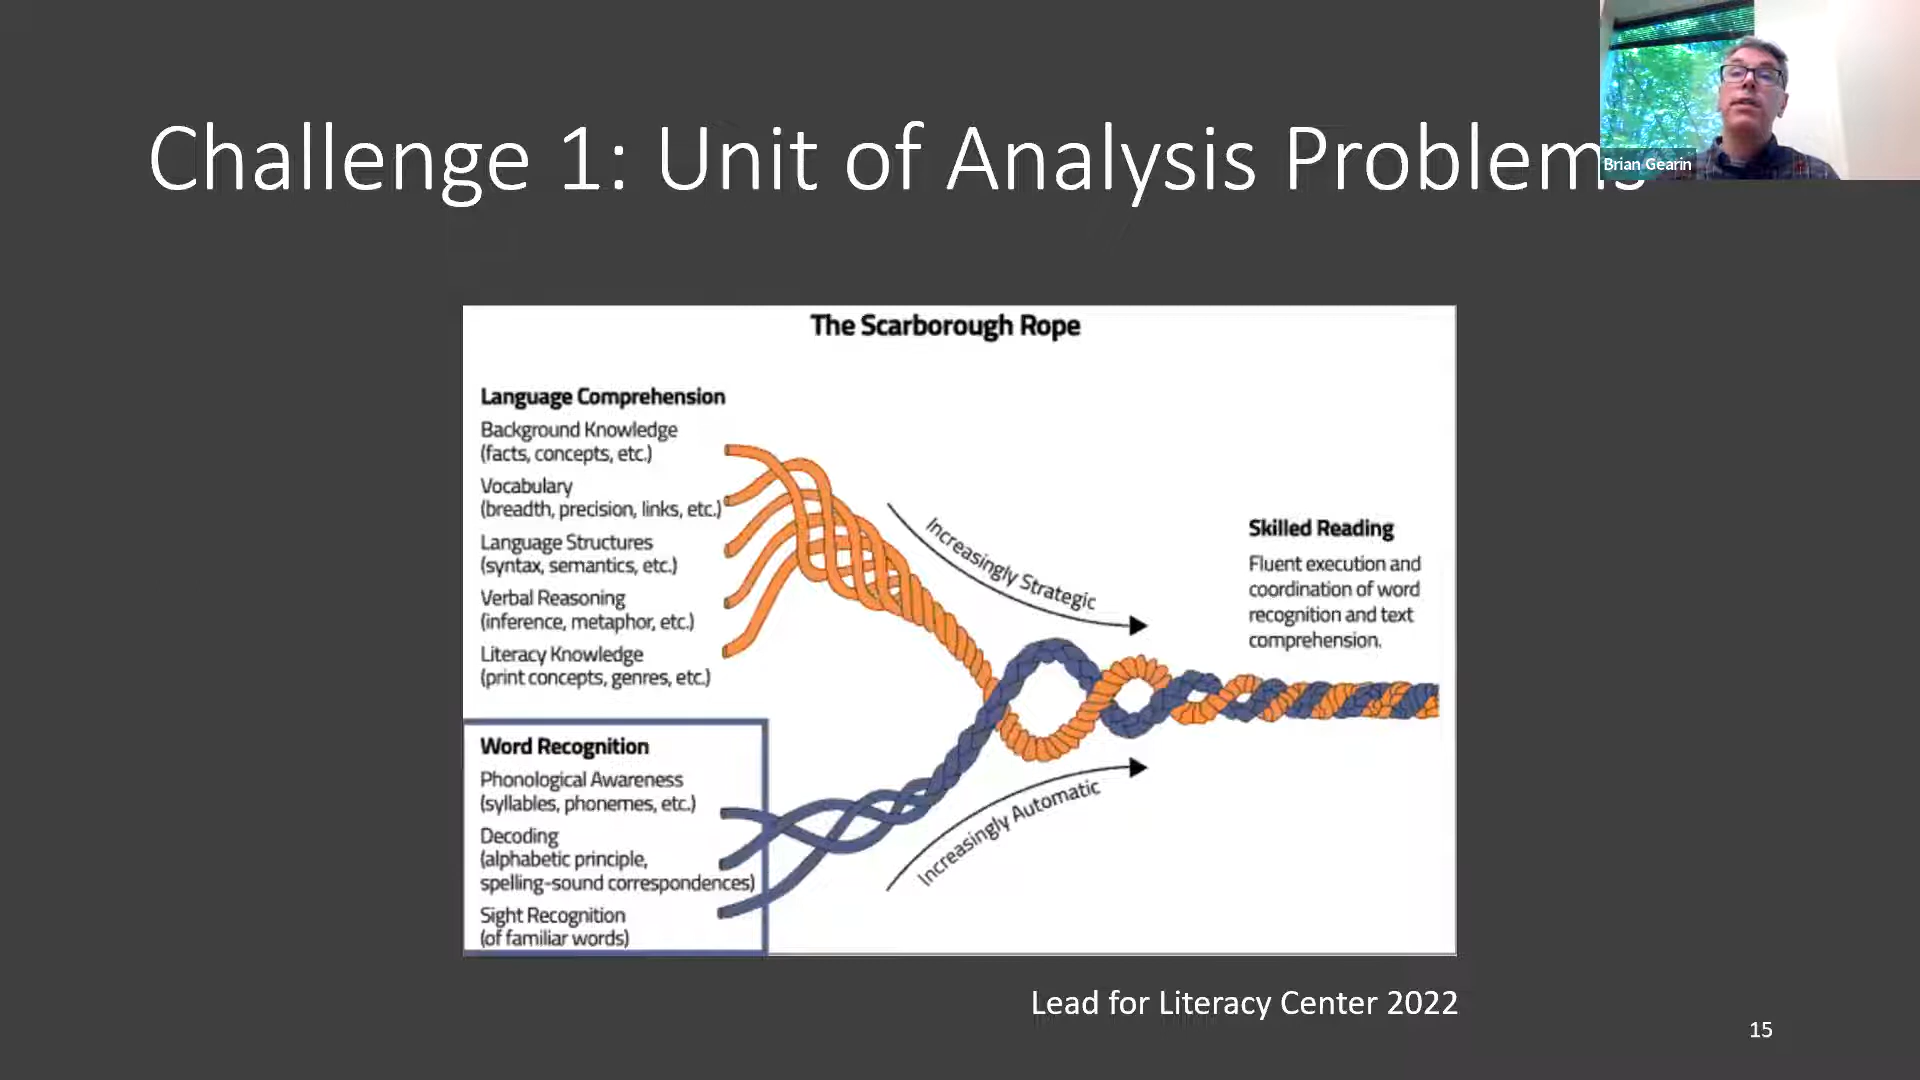 Challenge 1: Unit of Analysis Problems
Brian Gearin
The Scarborough Rope
Language Comprehension
Background Knowledge
(facts, concepts, etc.)
Vocabulary
(breadth, precision, links, etc.)
Language Structures
(syntax, semantics, etc.)
Verbal Reasoning
(inference, metaphor, etc.)
Literacy Knowledge
(print concepts, genres, etc.)
Word Recognition
Phonological Awareness
(syllables, phonemes, etc.)
Decoding
(alphabetic principle,
spelling-sound correspondences)
Sight Recognition
(of familiar words)
Increasingly Strategic
Increasingly Automatic
Skilled Reading
Fluent execution and
coordination of word
recognition and text
comprehension.
Lead for Literacy Center 2022
15